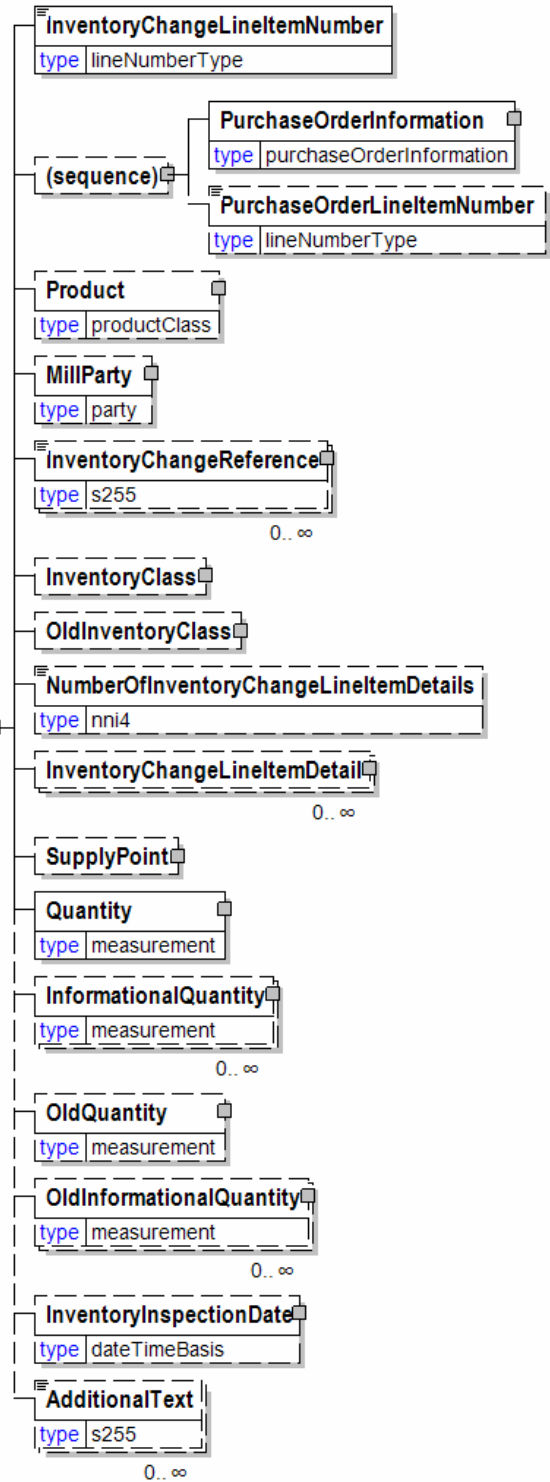 InventoryChangeLineItemNumber
type lineNumberType
(sequence)
PurchaseOrderInformation
type purchaseOrderInformation
PurchaseOrderLineItemNumber
type lineNumberType
Product
type productClass
MillParty
type party
InventoryChangeReference
type s255
0.. ∞
InventoryClass
OldInventoryClass
NumberOfInventoryChangeLineItemDetails
type nni4
InventoryChangeLineItemDetail
0.. ∞
SupplyPoint
Quantity
type measurement
InformationalQuantity
type measurement
0.. ∞
OldQuantity
type measurement
OldInformationalQuantity
type measurement
0.. ∞
InventoryInspectionDate
type dateTimeBasis
AdditionalText
type s255
0.. ∞